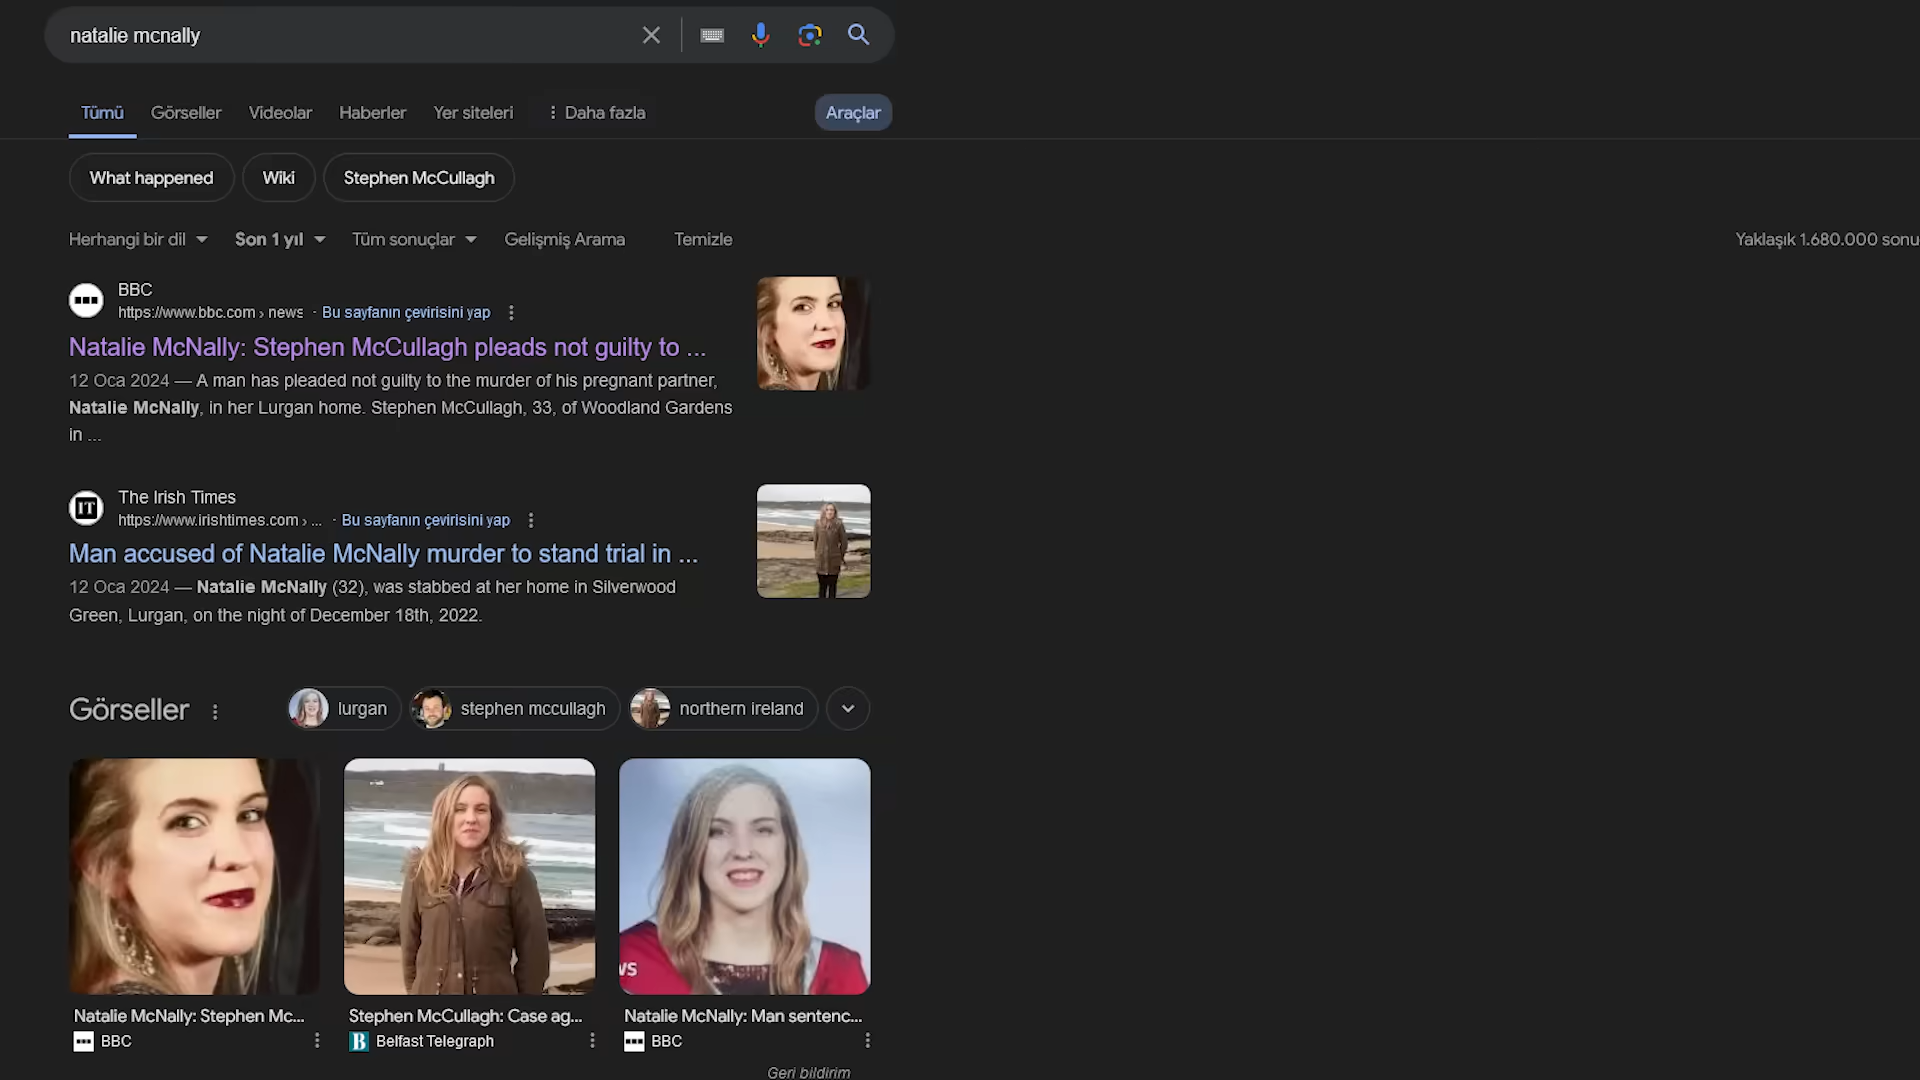 natalie mcnally
Tümü Görseller Videolar Haberler Yer siteleri Daha fazla Araçlar
What happened Wiki Stephen McCullagh
Herhangi bir dil Son 1 yıl Tüm sonuçlar Gelişmiş Arama Temizle Yaklaşık 1.680.000 sonu
BBC
https://www.bbc.com › news · Bu sayfanın çevirisini yap
Natalie McNally: Stephen McCullagh pleads not guilty to ...
12 Oca 2024 — A man has pleaded not guilty to the murder of his pregnant partner,
Natalie McNally, in her Lurgan home. Stephen McCullagh, 33, of Woodland Gardens
in ...
IT
The Irish Times
https://www.irishtimes.com › ... · Bu sayfanın çevirisini yap
Man accused of Natalie McNally murder to stand trial in ...
12 Oca 2024 — Natalie McNally (32), was stabbed at her home in Silverwood
Green, Lurgan, on the night of December 18th, 2022.
Görseller lurgan stephen mccullagh northern ireland
WS
Natalie McNally: Stephen Mc... Stephen McCullagh: Case ag... Natalie McNally: Man sentenc...
BBC B Belfast Telegraph BBC
Geri bildirim